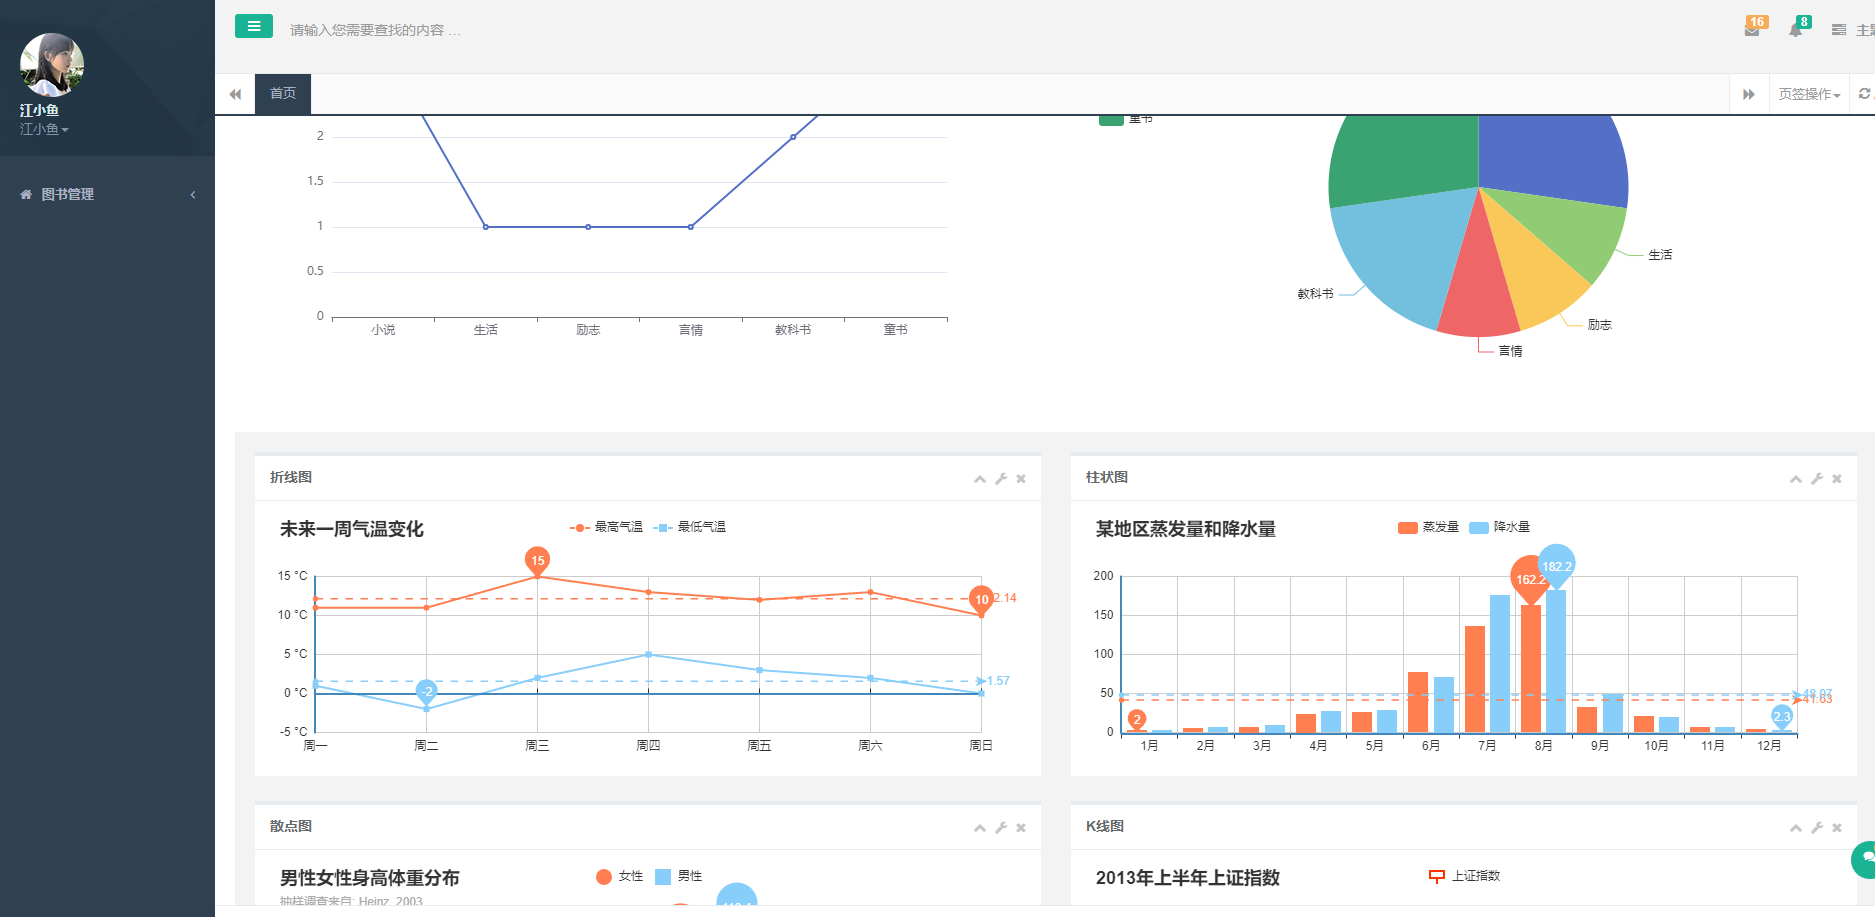 请输入您需要查找的内容 …
16
8
主题
江小鱼
江小鱼
首页
页签操作
图书管理
2
1.5
1
0.5
0
小说
生活
励志
言情
教科书
童书
童书
生活
励志
言情
教科书
折线图
未来一周气温变化
最高气温
最低气温
15 °C
10 °C
5 °C
0 °C
-5 °C
15
10
2.14
-2
1.57
周一
周二
周三
周四
周五
周六
周日
柱状图
某地区蒸发量和降水量
蒸发量
降水量
200
150
100
50
0
162.2
182.2
2
2.3
48.07
41.63
1月
2月
3月
4月
5月
6月
7月
8月
9月
10月
11月
12月
散点图
男性女性身高体重分布
抽样调查来自: Heinz 2003
女性
男性
K线图
2013年上半年上证指数
上证指数